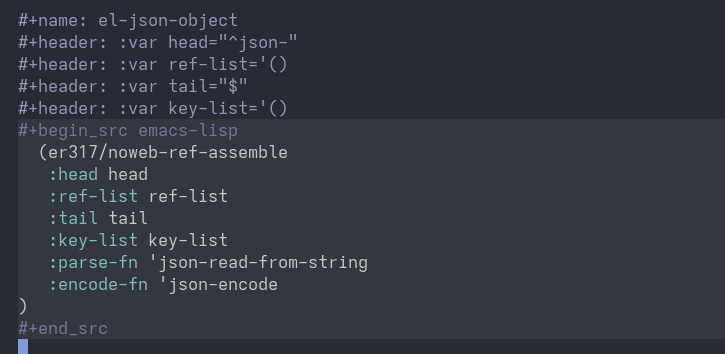 #+name: el-json-object
#+header: :var head="^json-"
#+header: :var ref-list='()
#+header: :var tail="$"
#+header: :var key-list='()
#+begin_src emacs-lisp
  (er317/noweb-ref-assemble
   :head head
   :ref-list ref-list
   :tail tail
   :key-list key-list
   :parse-fn 'json-read-from-string
   :encode-fn 'json-encode
)
#+end_src